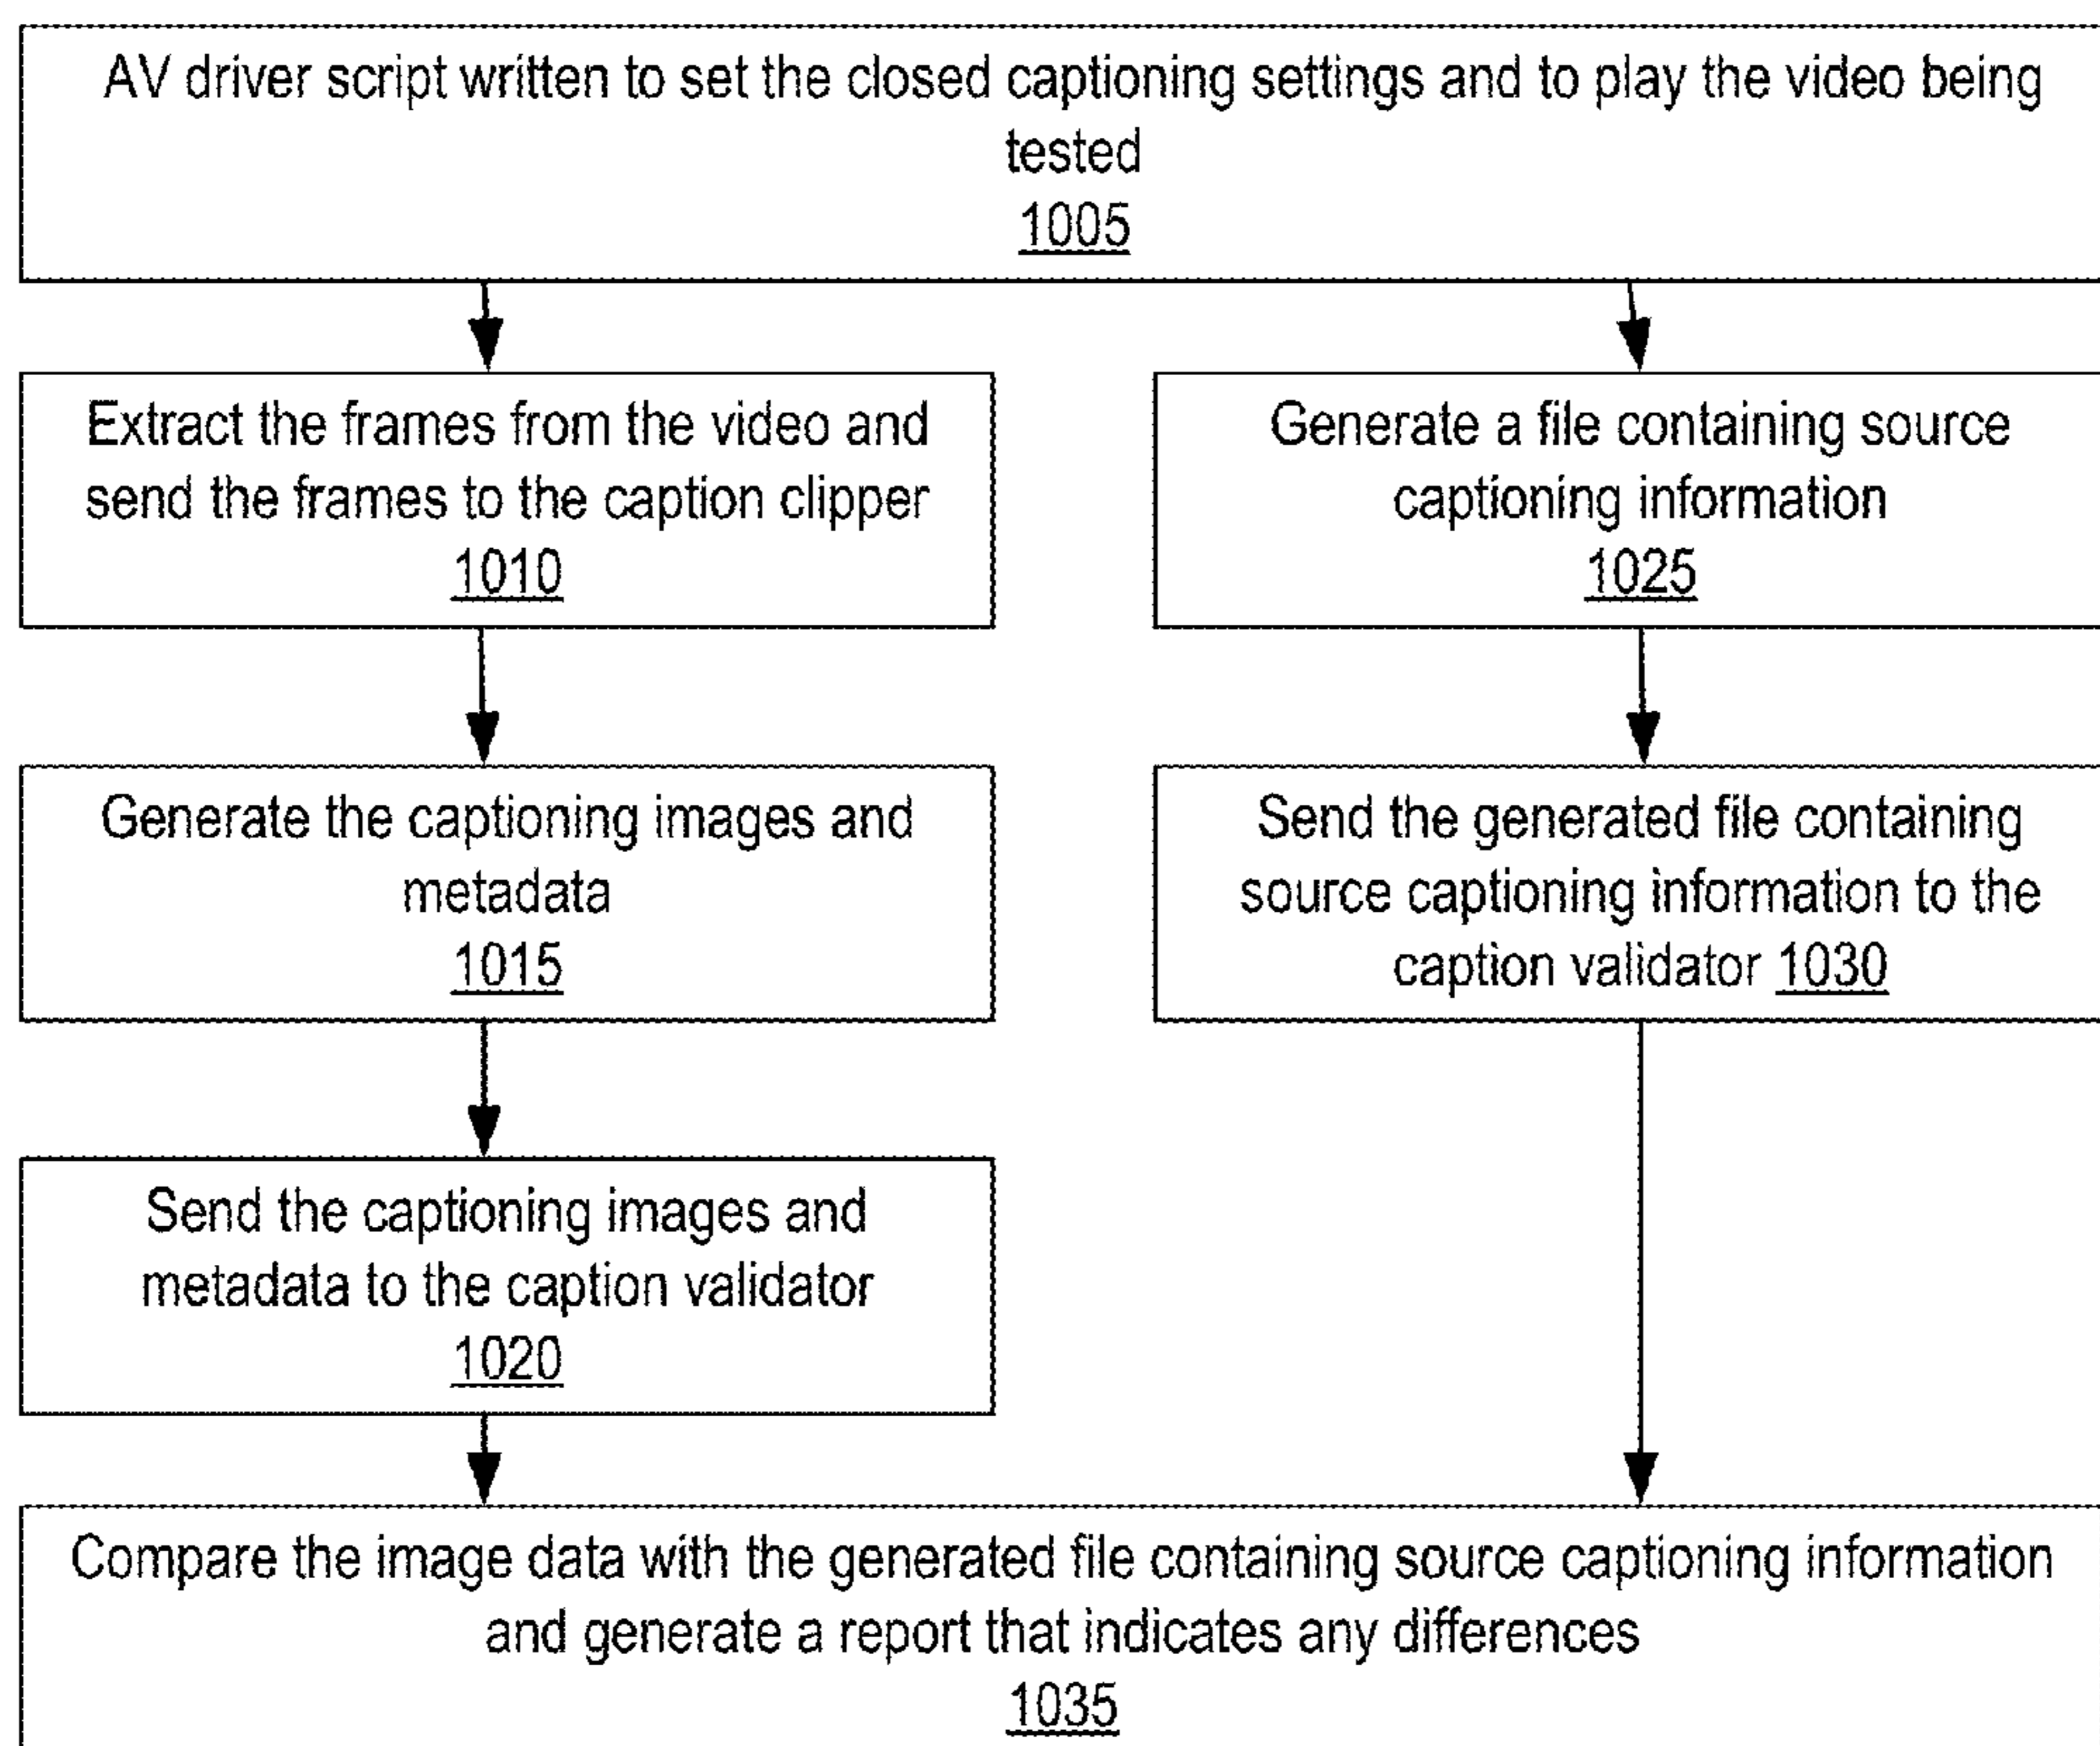 AV driver script written to set the closed captioning settings and to play the video being
tested
1005
Extract the frames from the video and
send the frames to the caption clipper
1010
Generate a file containing source
captioning information
1025
Generate the captioning images and
metadata
1015
Send the generated file containing
source captioning information to the
caption validator 1030
Send the captioning images and
metadata to the caption validator
1020
Compare the image data with the generated file containing source captioning information
and generate a report that indicates any differences
1035